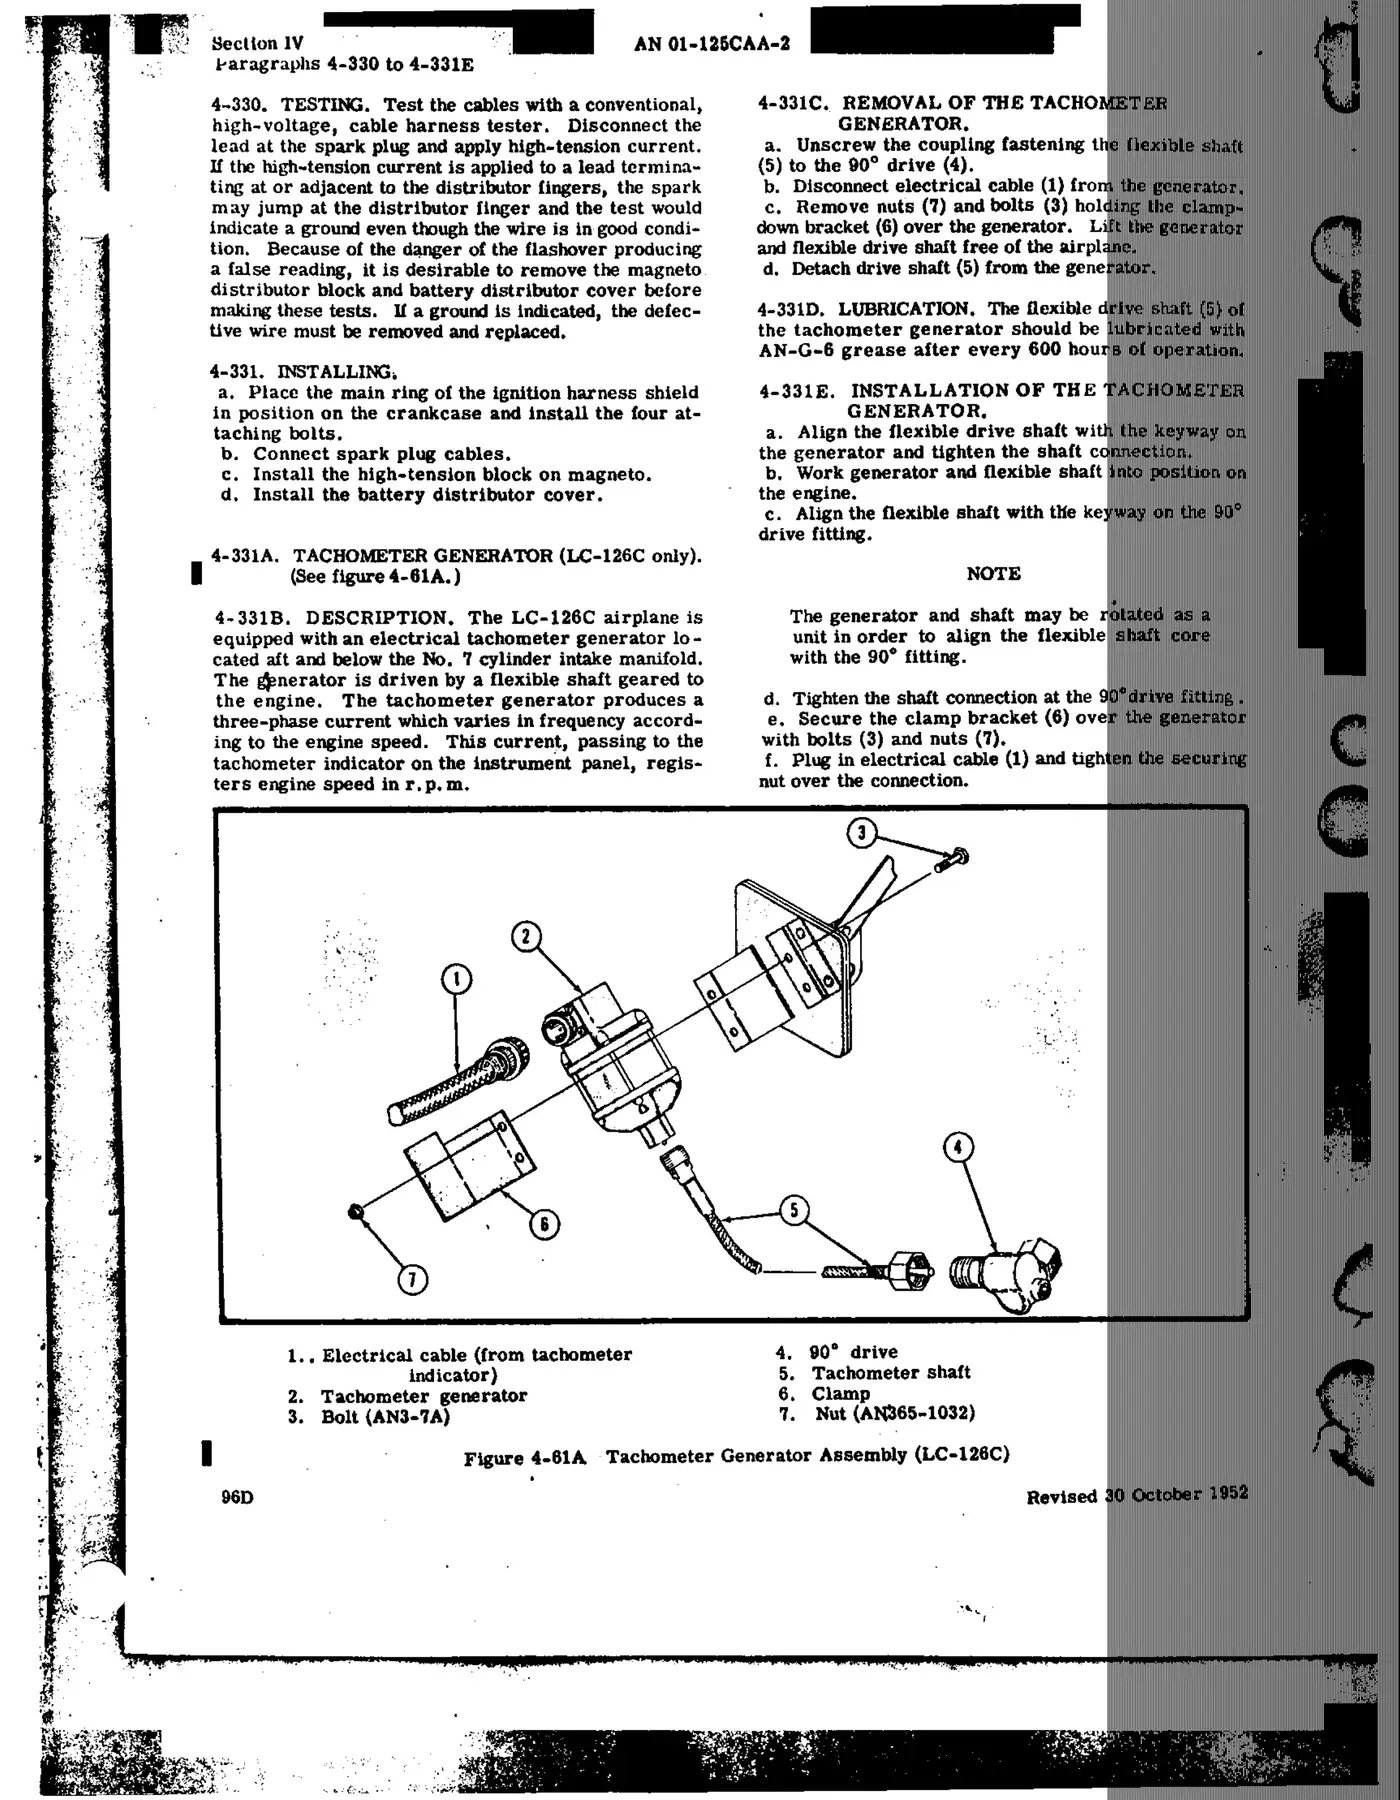 Section IV
Paragraphs 4-330 to 4-331E
AN 01-125CAA-2
4-330. TESTING. Test the cables with a conventional,
high-voltage, cable harness tester. Disconnect the
lead at the spark plug and apply high-tension current.
If the high-tension current is applied to a lead termina-
ting at or adjacent to the distributor fingers, the spark
may jump at the distributor finger and the test would
indicate a ground even though the wire is in good condi-
tion. Because of the danger of the flashover producing
a false reading, it is desirable to remove the magneto
distributor block and battery distributor cover before
making these tests. If a ground is indicated, the defec-
tive wire must be removed and replaced.
4-331. INSTALLING.
a. Place the main ring of the ignition harness shield
in position on the crankcase and install the four at-
taching bolts.
b. Connect spark plug cables.
c. Install the high-tension block on magneto.
d. Install the battery distributor cover.
4-331A. TACHOMETER GENERATOR (LC-126C only).
(See figure 4-61A.)
4-331B. DESCRIPTION. The LC-126C airplane is
equipped with an electrical tachometer generator lo-
cated aft and below the No. 7 cylinder intake manifold.
The generator is driven by a flexible shaft geared to
the engine. The tachometer generator produces a
three-phase current which varies in frequency accord-
ing to the engine speed. This current, passing to the
tachometer indicator on the instrument panel, regis-
ters engine speed in r.p.m.
4-331C. REMOVAL OF THE TACHOMETER
GENERATOR.
a. Unscrew the coupling fastening the flexible shaft
(5) to the 90° drive (4).
b. Disconnect electrical cable (1) from the generator.
c. Remove nuts (7) and bolts (3) holding the clamp-
down bracket (6) over the generator. Lift the generator
and flexible drive shaft free of the airplane.
d. Detach drive shaft (5) from the generator.
4-331D. LUBRICATION. The flexible drive shaft (5) of
the tachometer generator should be lubricated with
AN-G-6 grease after every 600 hours of operation.
4-331E. INSTALLATION OF THE TACHOMETER
GENERATOR.
a. Align the flexible drive shaft with the keyway on
the generator and tighten the shaft connection.
b. Work generator and flexible shaft into position on
the engine.
c. Align the flexible shaft with the keyway on the 90°
drive fitting.
NOTE
The generator and shaft may be rotated as a
unit in order to align the flexible shaft core
with the 90° fitting.
d. Tighten the shaft connection at the 90° drive fitting.
e. Secure the clamp bracket (6) over the generator
with bolts (3) and nuts (7).
f. Plug in electrical cable (1) and tighten the securing
nut over the connection.
3
2
1
4
5
6
7
1.. Electrical cable (from tachometer
indicator)
2. Tachometer generator
3. Bolt (AN3-7A)
4. 90° drive
5. Tachometer shaft
6. Clamp
7. Nut (AN365-1032)
Figure 4-61A Tachometer Generator Assembly (LC-126C)
96D
Revised 30 October 1952